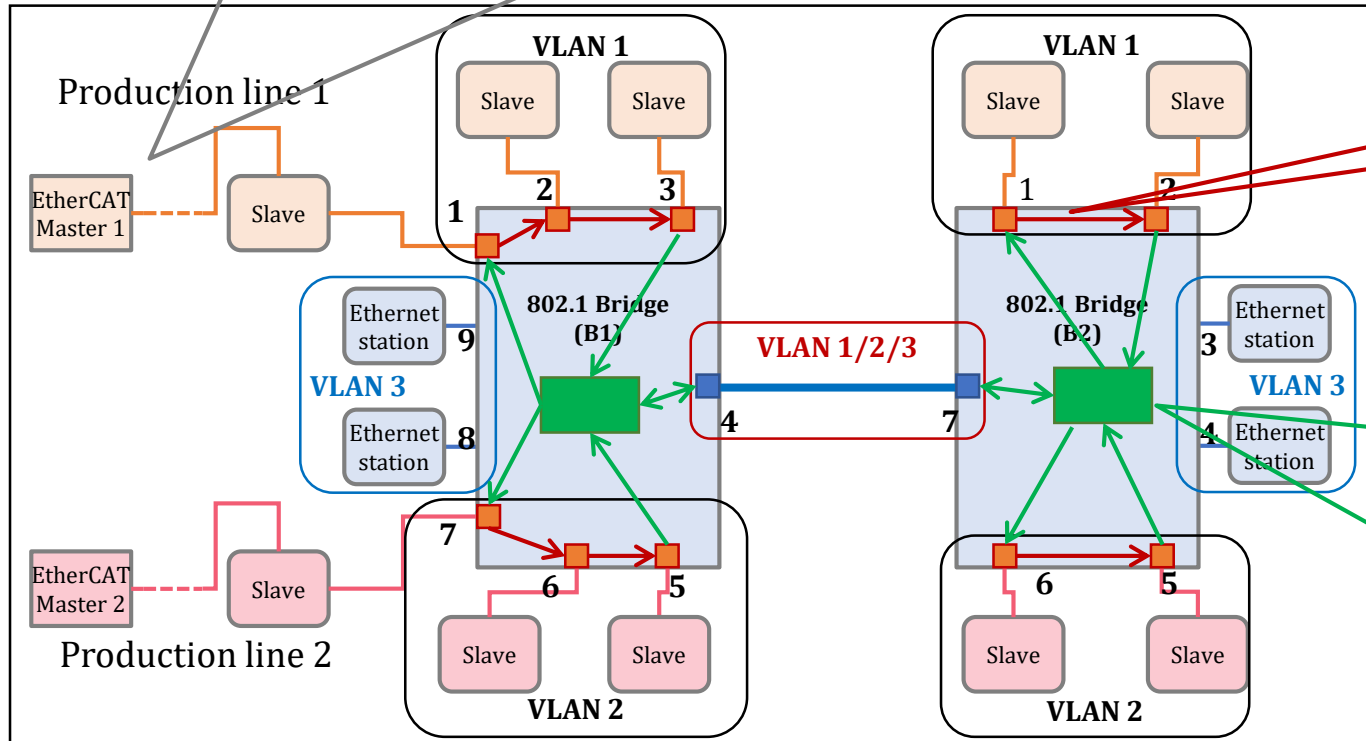 VLAN 1
VLAN 1
Production line 1
Slave
Slave
Slave
Slave
EtherCAT
Master 1
Slave
1
2
3
1
2
802.1 Bridge
(B1)
802.1 Bridge
(B2)
Ethernet
station
9
VLAN 3
Ethernet
station
8
VLAN 1/2/3
4
7
3
Ethernet
station
VLAN 3
4
Ethernet
station
7
6
5
6
5
EtherCAT
Master 2
Slave
Production line 2
Slave
Slave
Slave
Slave
VLAN 2
VLAN 2